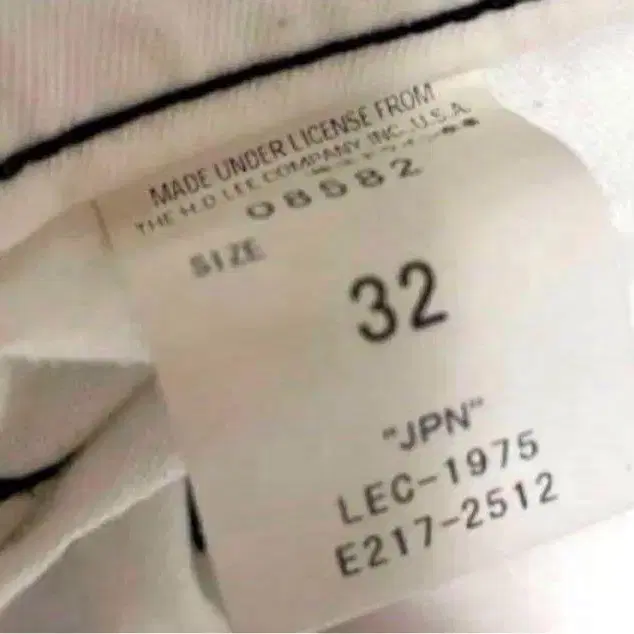 MADE UNDER LICENSE FROM
THE H.D LEE COMPANY INC. U.S.A.
08582
SIZE
32
"JPN"
LEC-1975
E217-2512